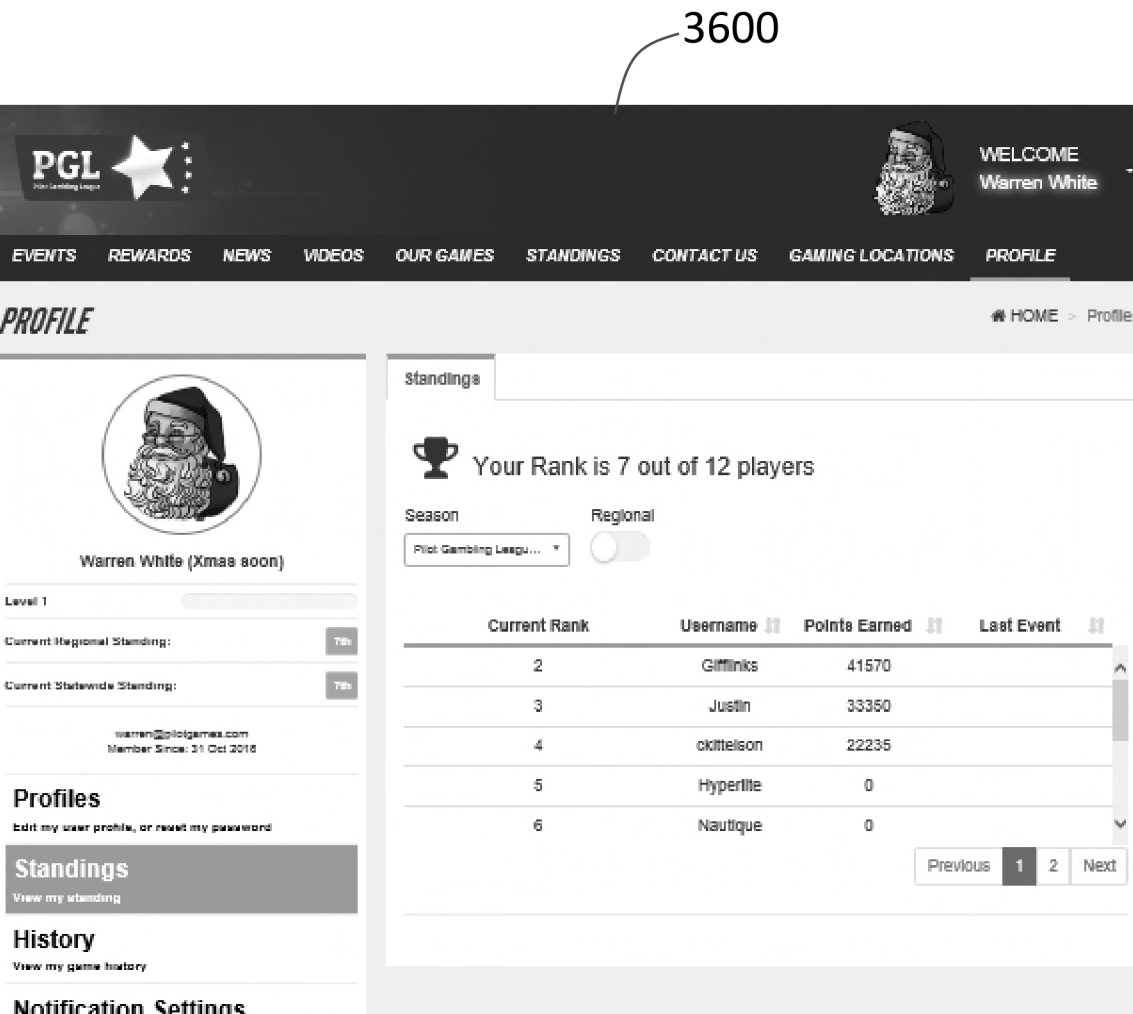 3600
PGL
WELCOME
Warren White
EVENTS REWARDS NEWS VIDEOS OUR GAMES STANDINGS CONTACT US GAMING LOCATIONS PROFILE
PROFILE
HOME > Profile
Standings
Your Rank is 7 out of 12 players
Season Regional
Pilot Gambling Leagu...
Warren White (Xmas soon)
Level 1
Current Regional Standing: 7th
Current Statewide Standing: 7th
warren@pilotgames.com
Member Since: 31 Oct 2016
Current Rank Username Points Earned Last Event
2 Gifflinks 41570
3 Justin 33350
4 ckittelson 22235
5 Hyperlite 0
6 Nautique 0
Previous 1 2 Next
Profiles
Edit my user profile, or reset my password
Standings
View my standing
History
View my game history
Notification Settings